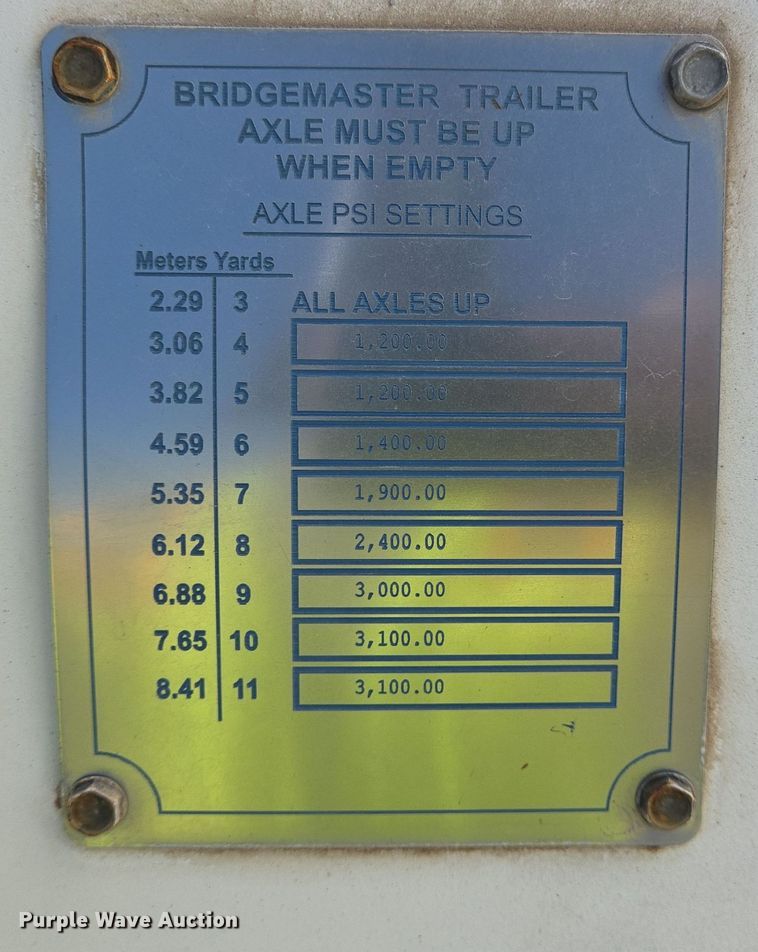 BRIDGEMASTER TRAILER
AXLE MUST BE UP
WHEN EMPTY
AXLE PSI SETTINGS
Meters Yards
2.29 3 ALL AXLES UP
3.06 4 1,200.00
3.82 5 1,200.00
4.59 6 1,400.00
5.35 7 1,900.00
6.12 8 2,400.00
6.88 9 3,000.00
7.65 10 3,100.00
8.41 11 3,100.00
Purple Wave Auction